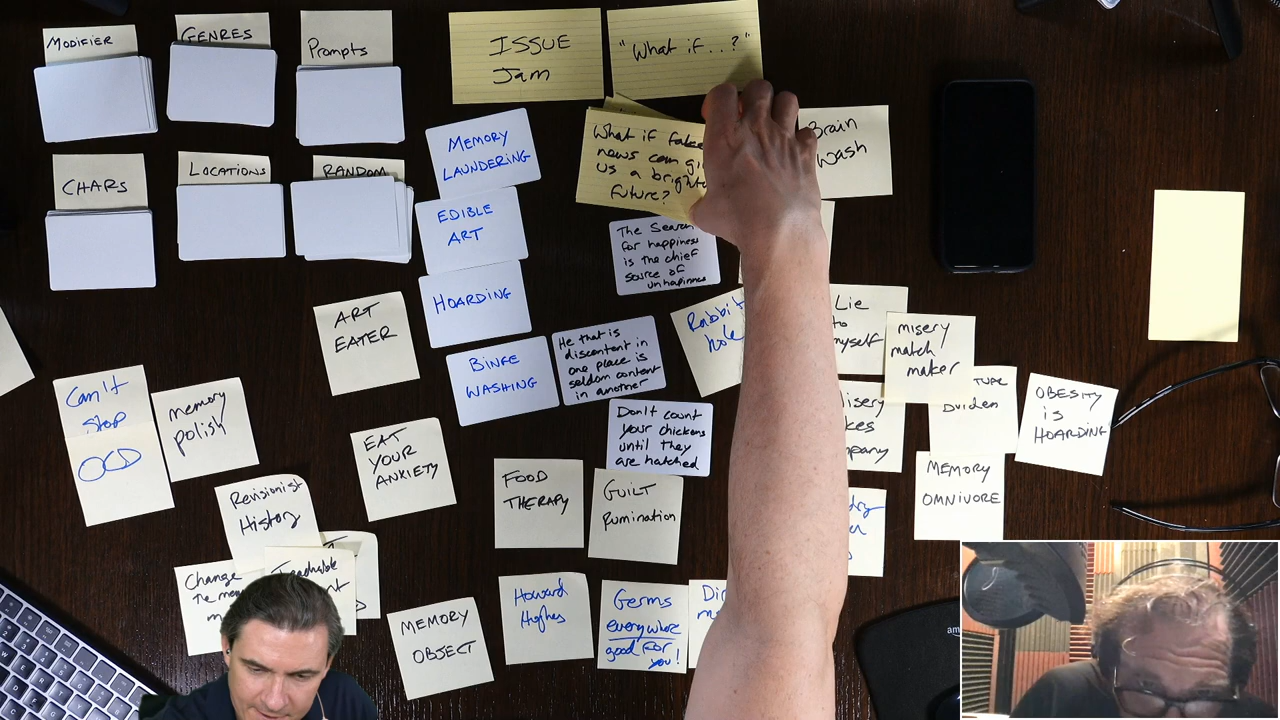 MODIFIER
GENRES
Prompts
ISSUE
Jam
"What if..?"
CHARS
LOCATIONS
RANDOM
MEMORY
LAUNDERING
EDIBLE
ART
HOARDING
BINGE
WASHING
What if fake
news can
us a
future?
Brain
wash
The Search
for happiness
is the chief
source of
unhappiness
He that is
discontent in
one place is
seldom content
in another
Don't count
your chickens
until they
are hatched
Rabbit
hole
Lie
to
myself
misery
match
maker
OBESITY
is
HOARDING
MEMORY
OMNIVORE
ART
EATER
Can't
stop
OCD
memory
polish
EAT
YOUR
ANXIETY
Revisionist
History
FOOD
THERAPY
GUILT
Rumination
Change
MEMORY
OBJECT
Howard
Hughes
Germs
everywhere
good for
you!